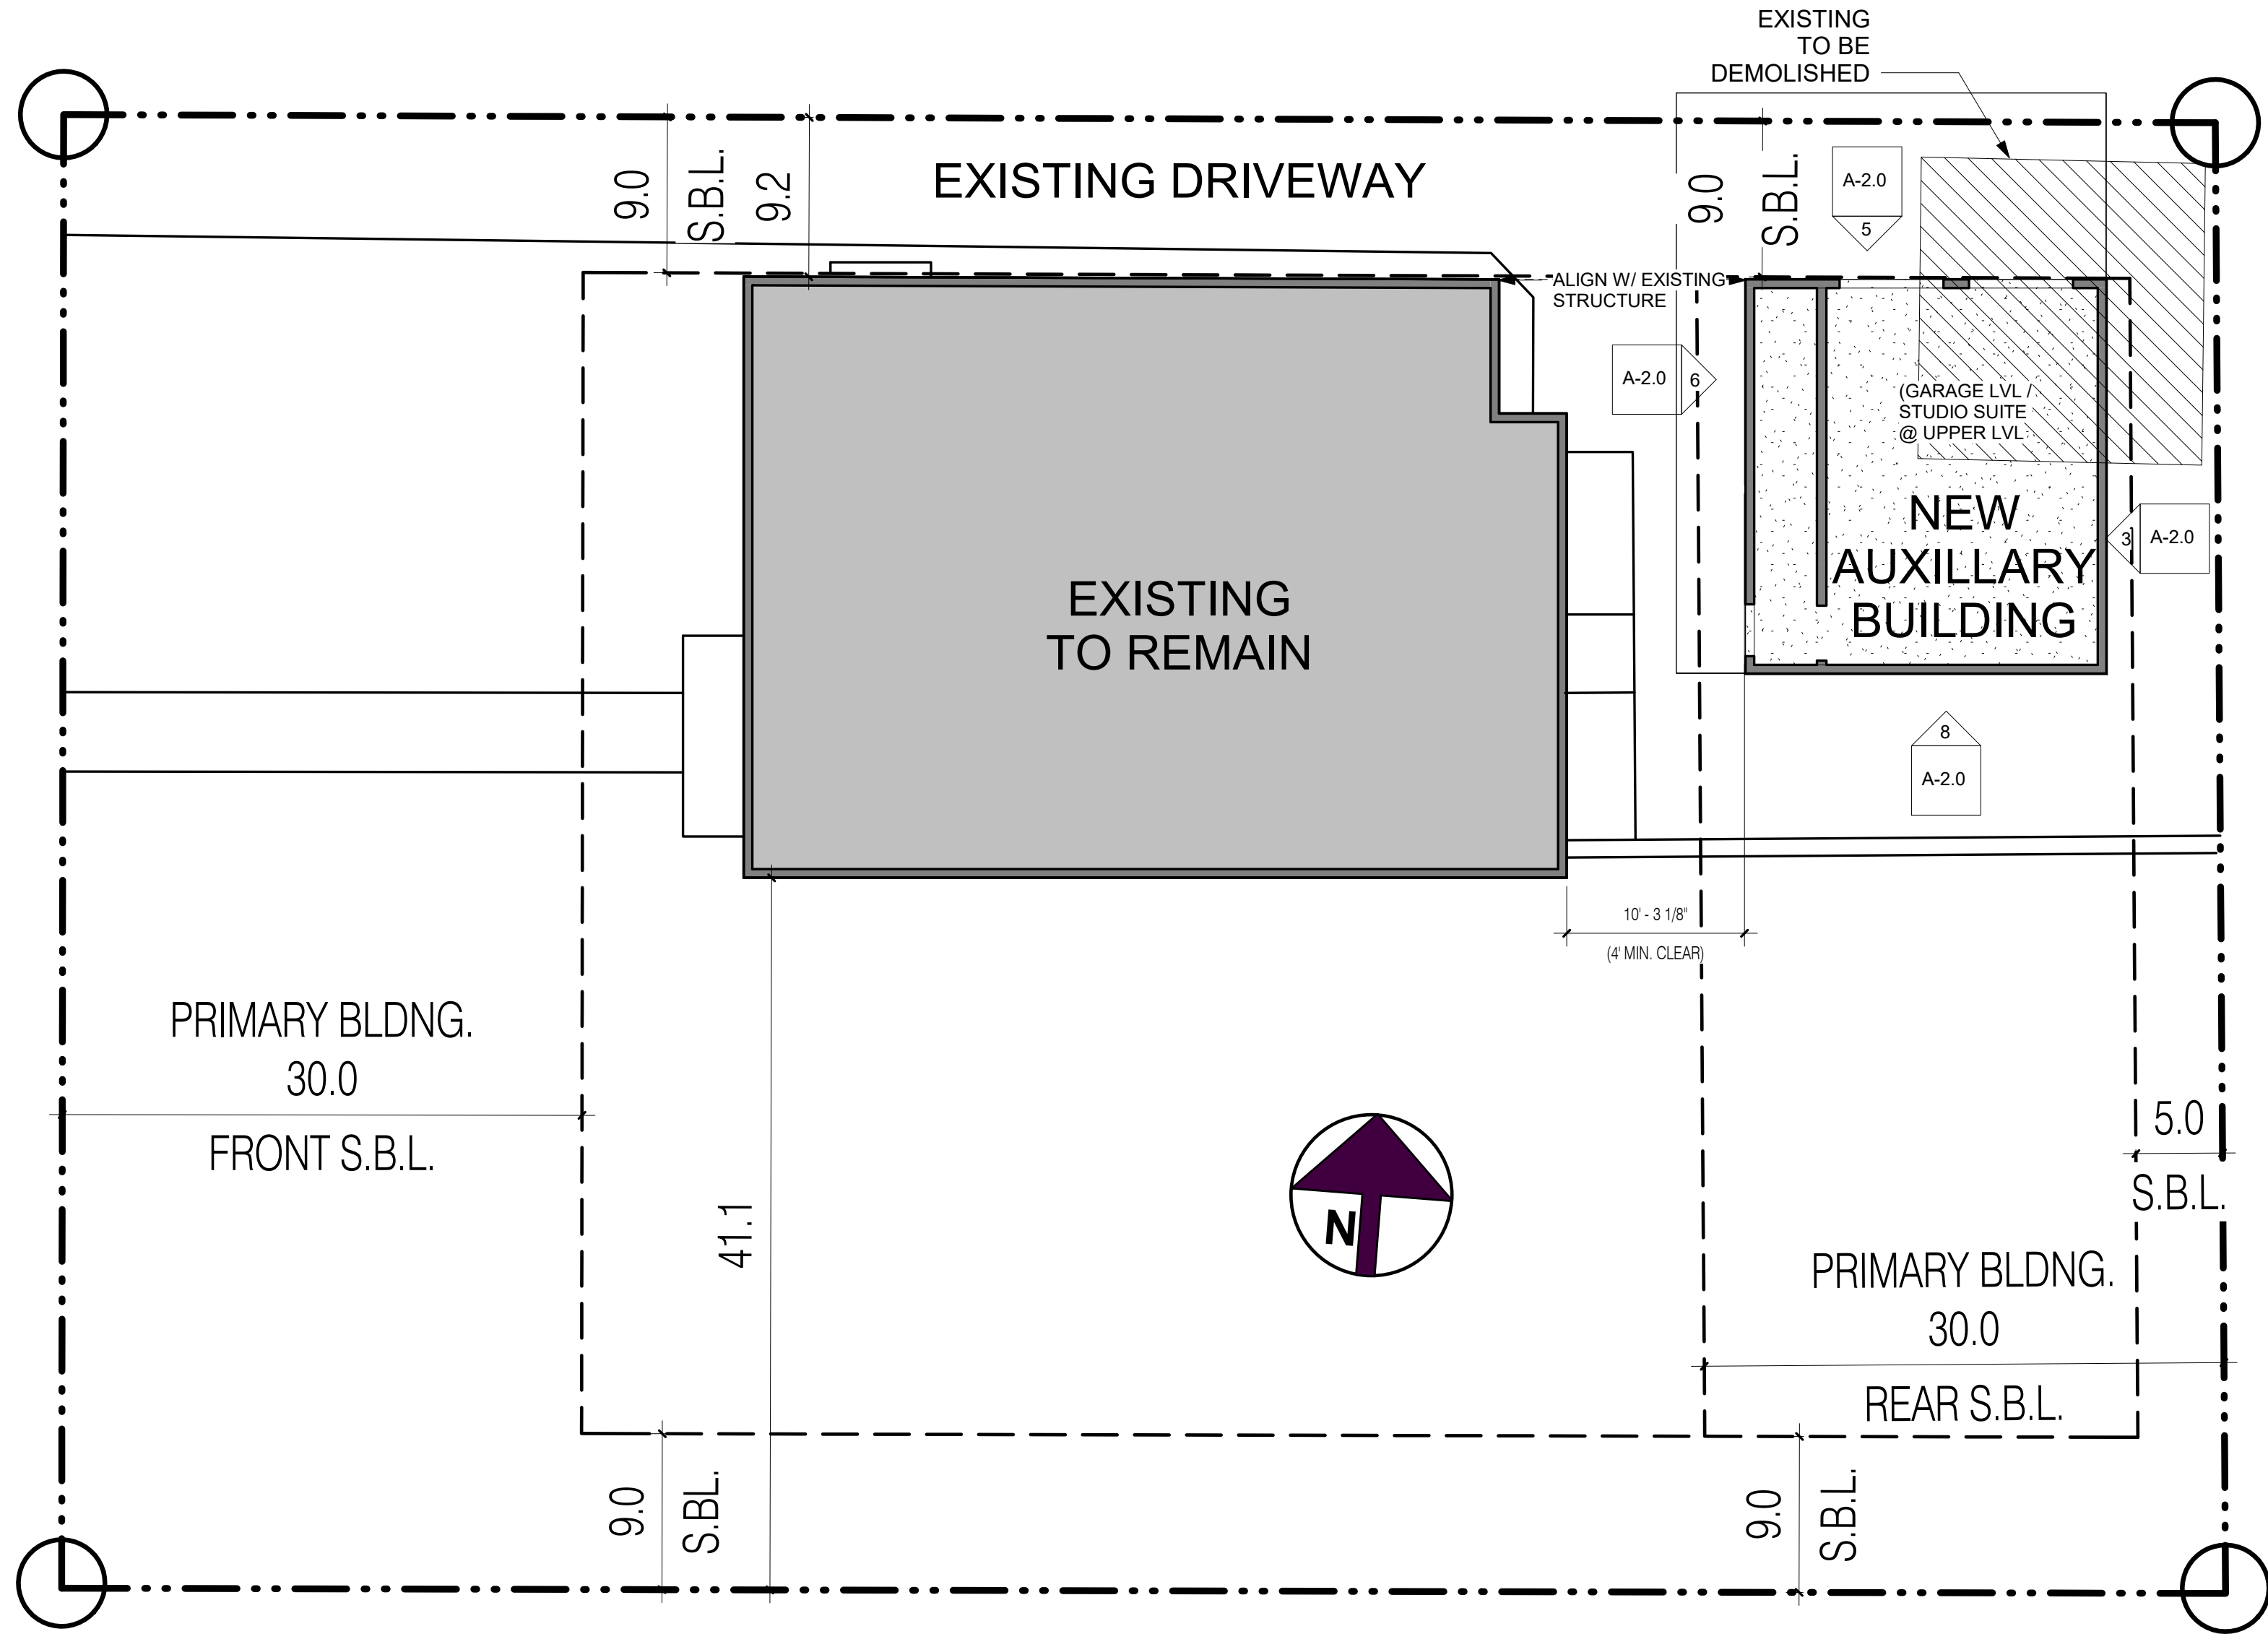 EXISTING
TO BE
DEMOLISHED
9.0
S.B.L.
9.2
EXISTING DRIVEWAY
9.0
S.B.L.
A-2.0
5
ALIGN W/ EXISTING
STRUCTURE
A-2.0
6
(GARAGE LVL /
STUDIO SUITE
@ UPPER LVL
NEW
AUXILLARY
BUILDING
3
A-2.0
EXISTING
TO REMAIN
8
A-2.0
10' - 3 1/8"
(4' MIN. CLEAR)
PRIMARY BLDNG.
30.0
FRONT S.B.L.
41.1
N
5.0
S.B.L.
PRIMARY BLDNG.
30.0
REAR S.B.L.
9.0
S.BL.
9.0
S.B.L.